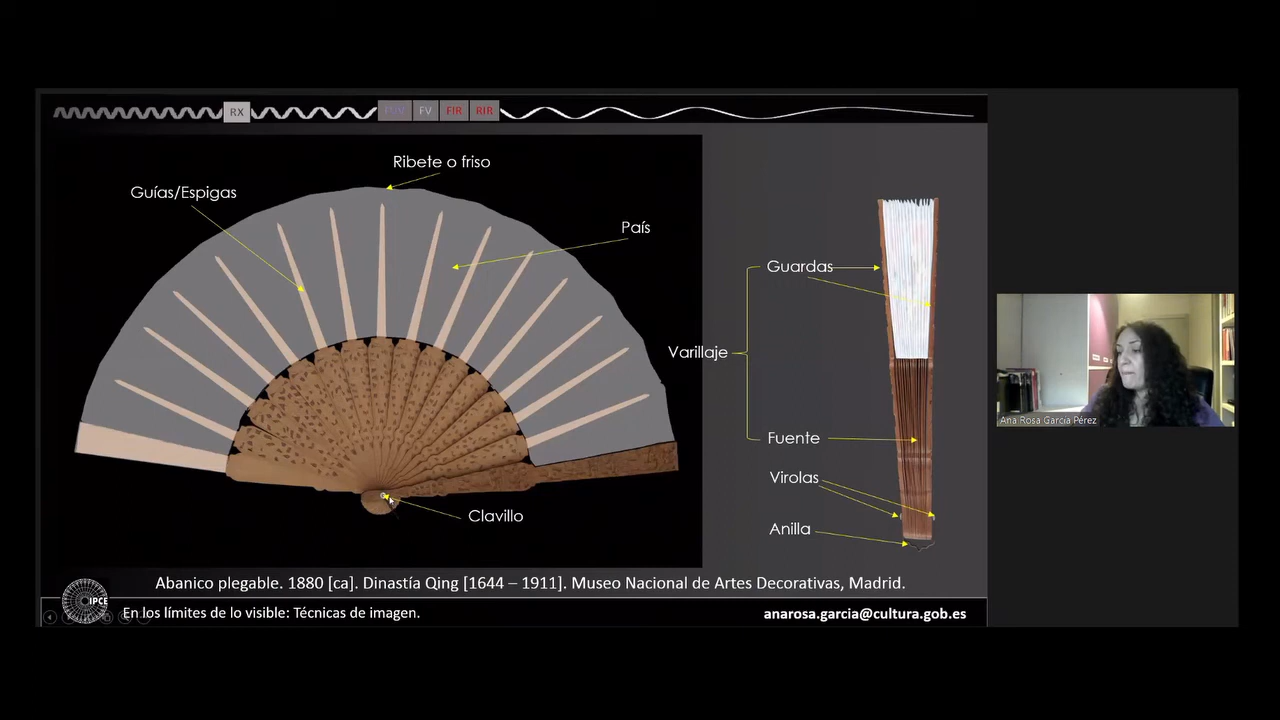 RX
FV
FIR
RIR
Ribete o friso
Guías/Espigas
País
Guardas
Varillaje
Fuente
Virolas
Anilla
Clavillo
Ana Rosa García Pérez
Abanico plegable. 1880 [ca]. Dinastía Qing [1644 – 1911]. Museo Nacional de Artes Decorativas, Madrid.
IPCE
En los límites de lo visible: Técnicas de imagen.
anarosa.garcia@cultura.gob.es